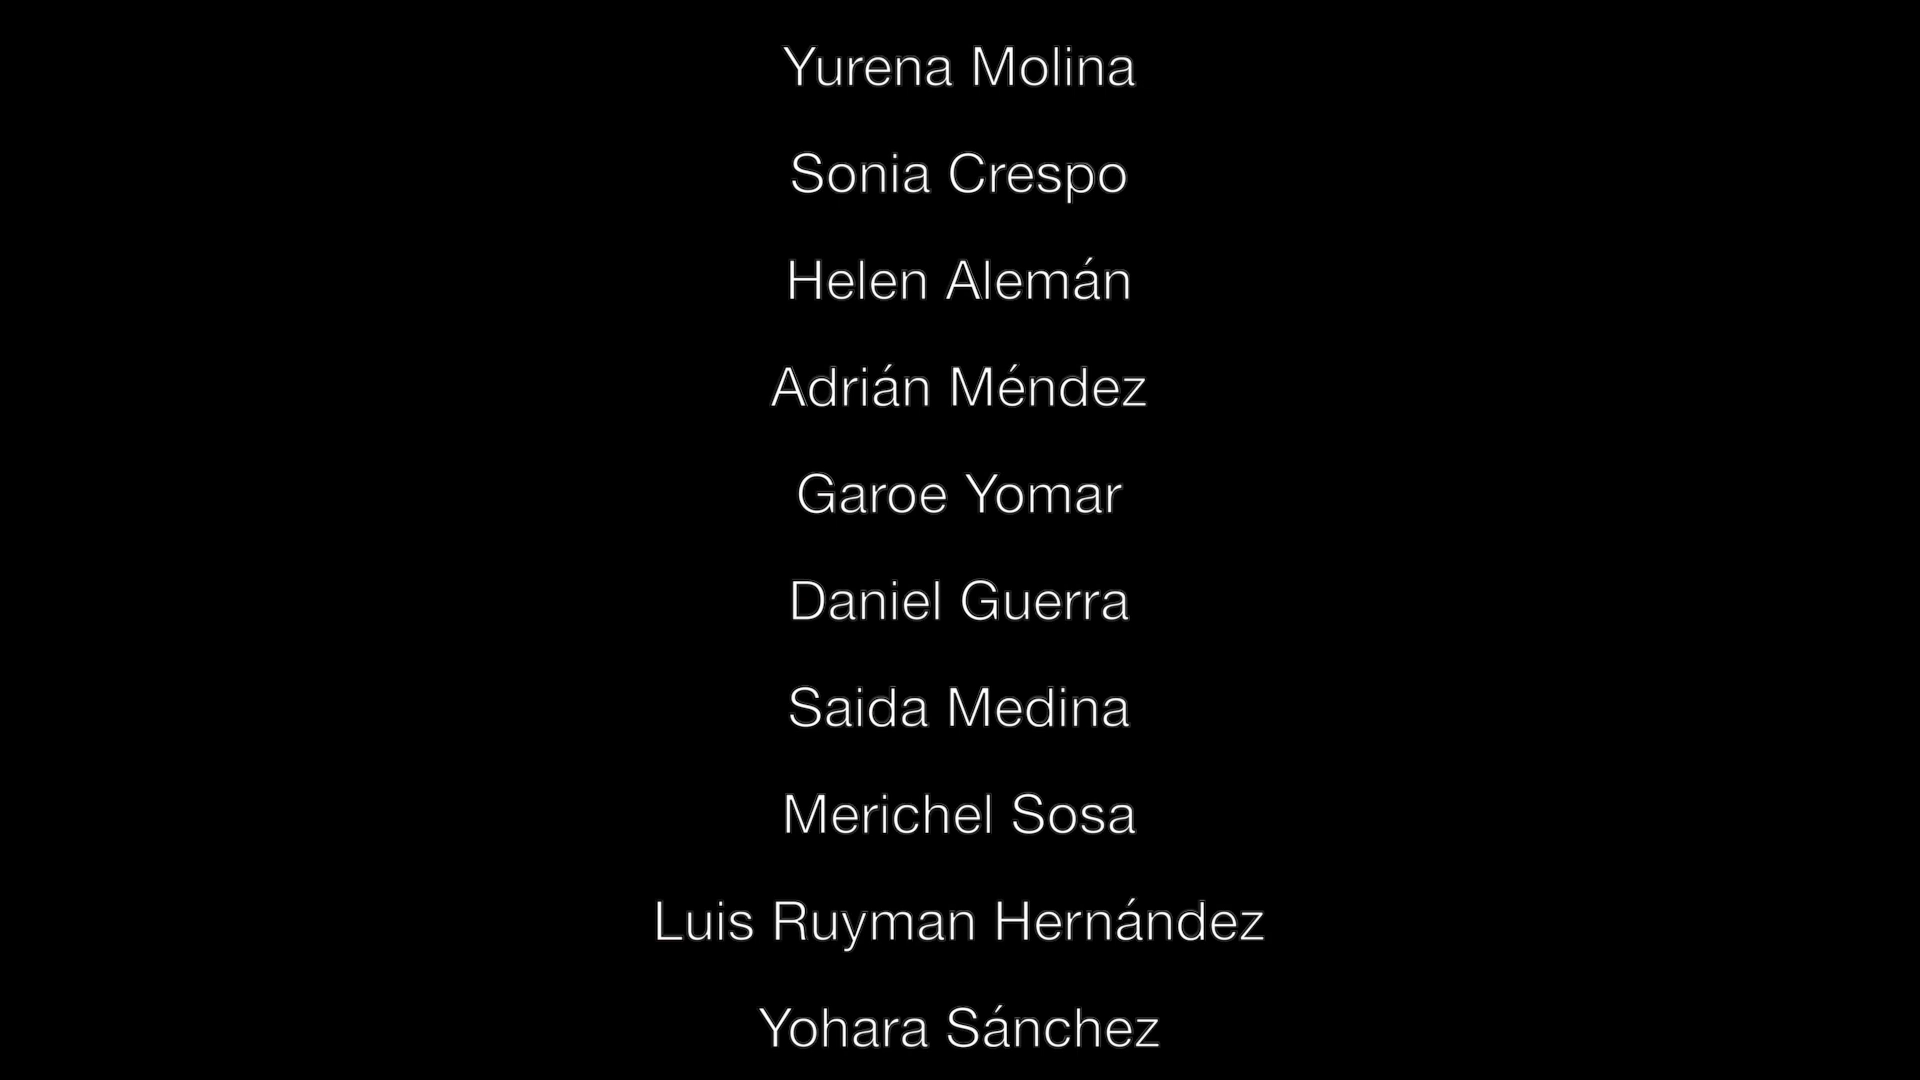 Yurena Molina
Sonia Crespo
Helen Alemán
Adrián Méndez
Garoe Yomar
Daniel Guerra
Saida Medina
Merichel Sosa
Luis Ruyman Hernández
Yohara Sánchez